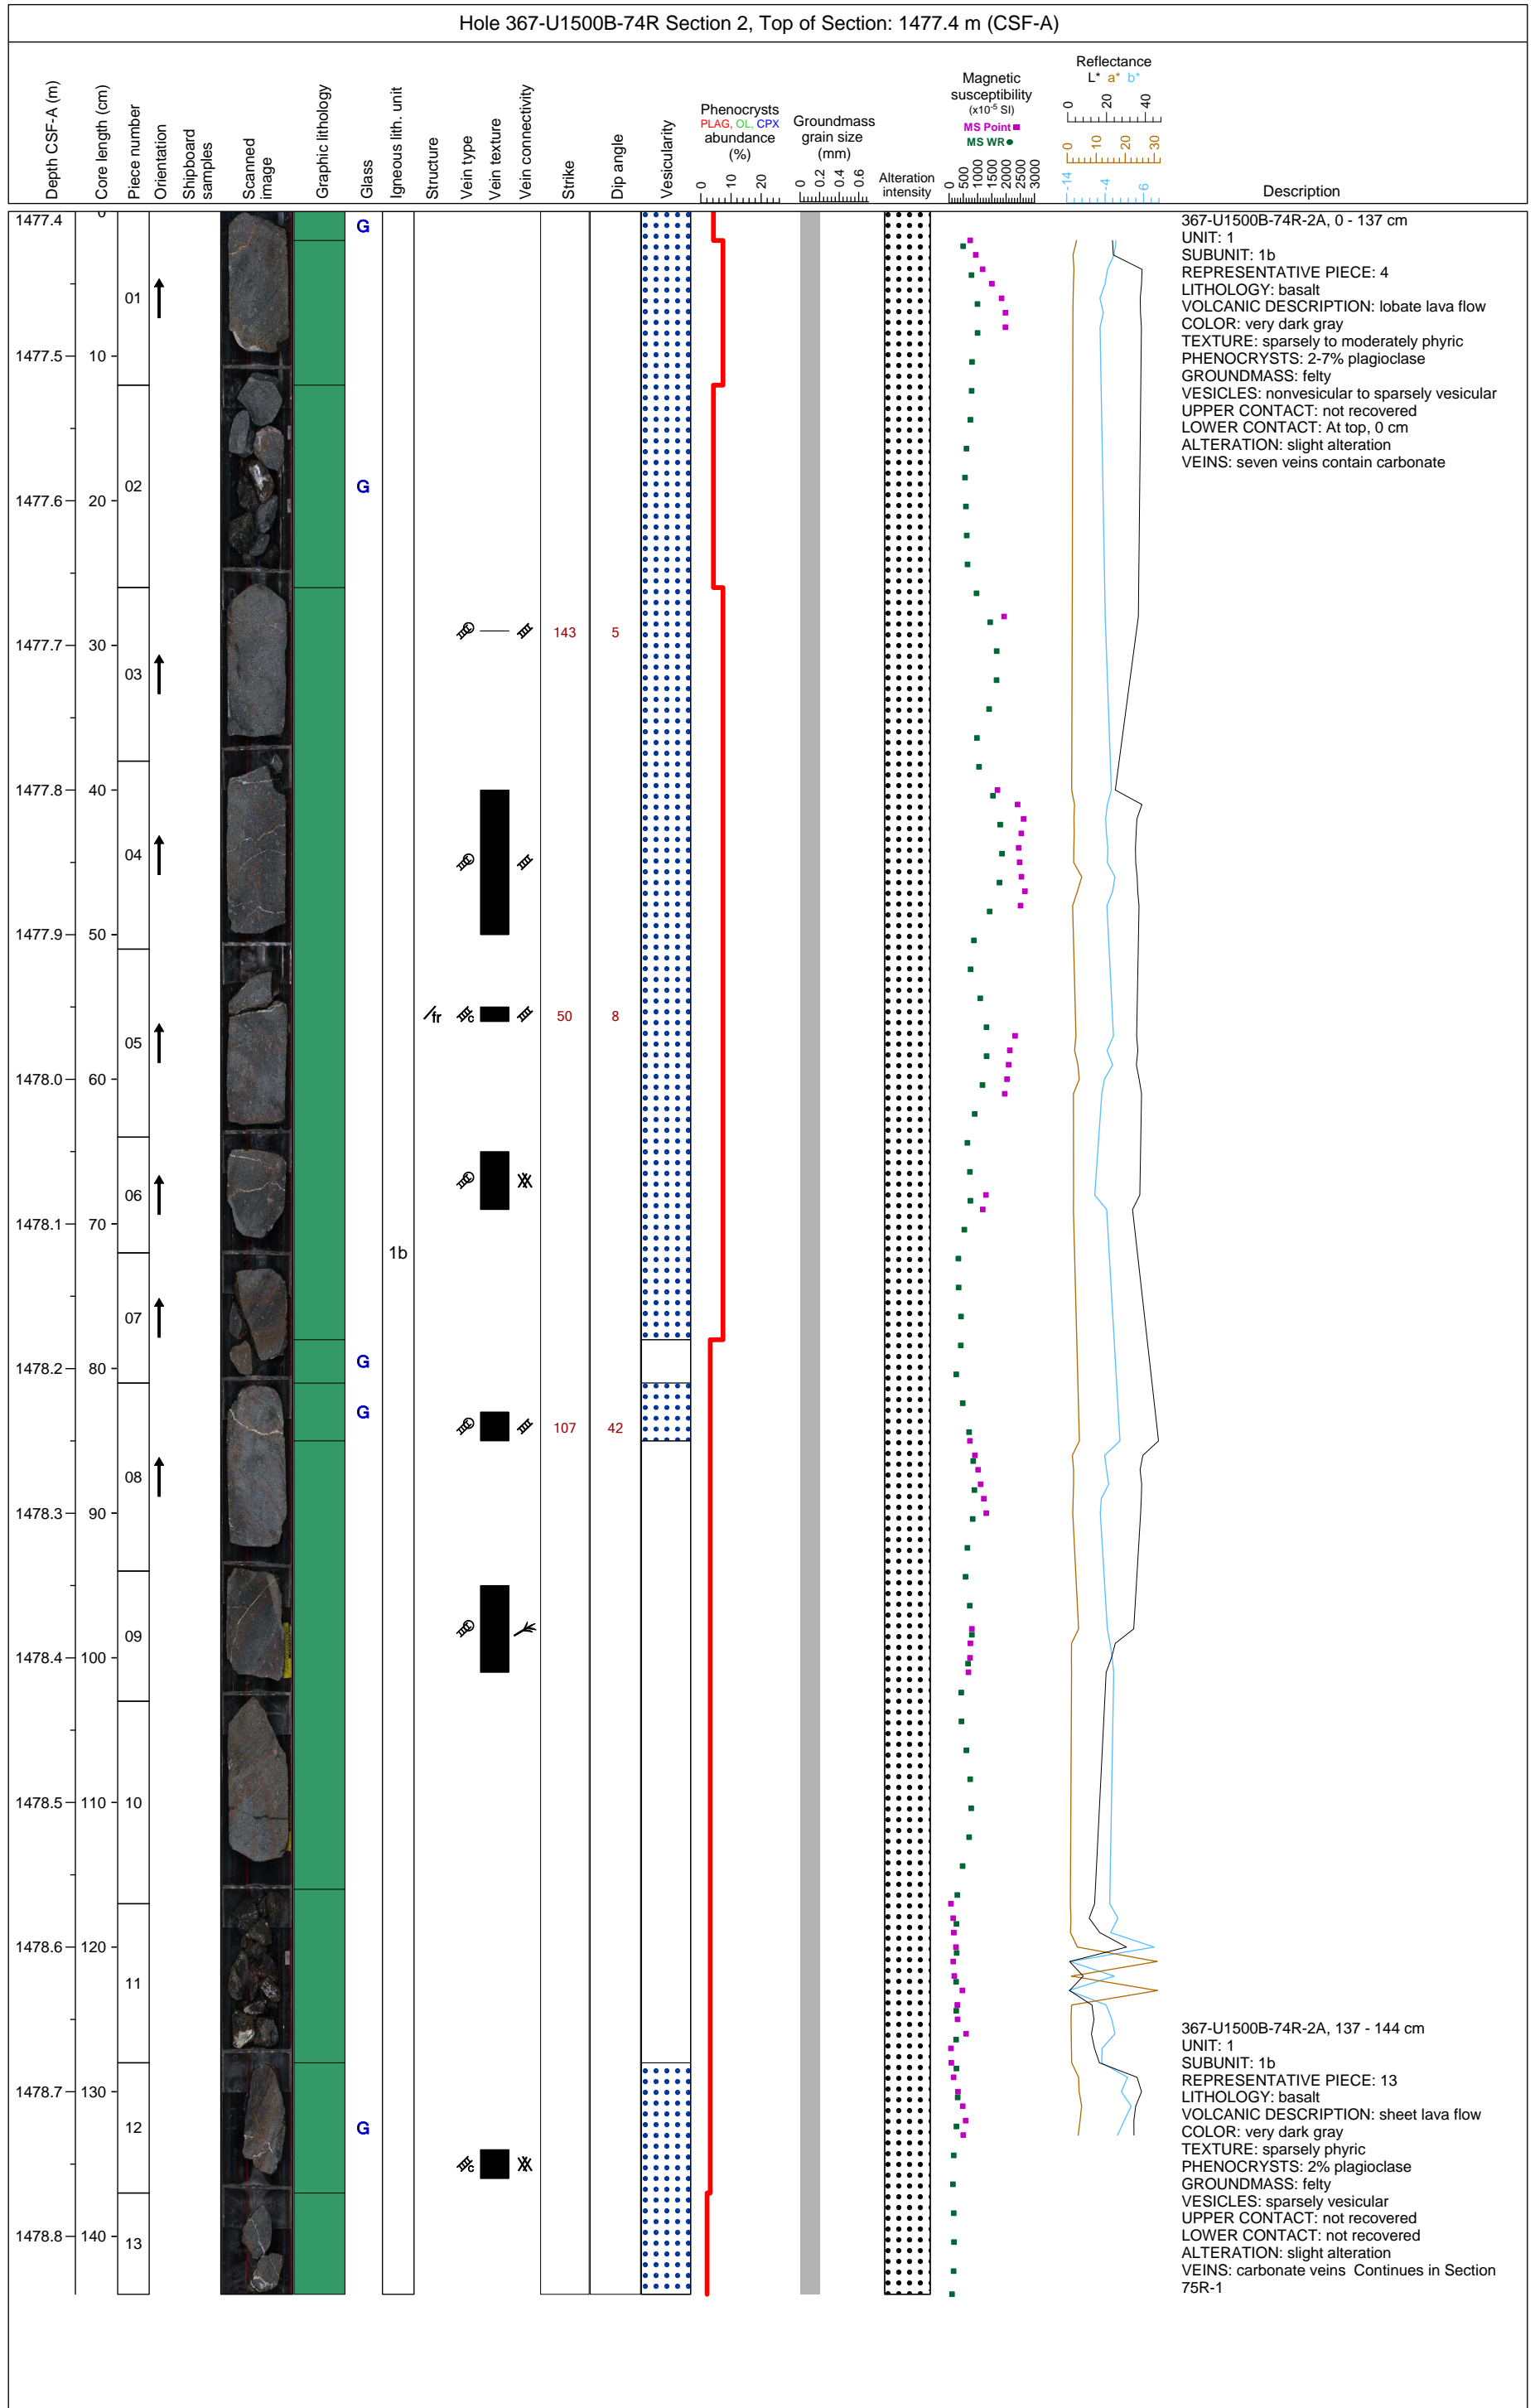 Hole 367-U1500B-74R Section 2, Top of Section: 1477.4 m (CSF-A)
Depth CSF-A (m)
Core length (cm)
Piece number
Orientation
Shipboard
samples
Scanned
image
Graphic lithology
Glass
Igneous lith. unit
Structure
Vein type
Vein texture
Vein connectivity
Strike
Dip angle
Vesicularity
Phenocrysts
PLAG, OL, CPX
abundance
(%)
0 10 20
Groundmass
grain size
(mm)
0 0.2 0.4 0.6
Alteration
intensity
Magnetic
susceptibility
(x10-5 SI)
MS Point
MS WR
0 500 1000 1500 2000 2500 3000
Reflectance
L* a* b*
0 20 40
0 10 20 30
-14 -4 6
Description
1477.4 0 G
01
1477.5 10
02 G
1477.6 20
1477.7 30 143 5
03
1477.8 40
04
1477.9 50
/fr c 50 8
05
1478.0 60
06
1478.1 70
1b
07
1478.2 80 G
G 107 42
08
1478.3 90
09
1478.4 100
1478.5 110 10
1478.6 120
11
1478.7 130
12 G
c
1478.8 140
13
367-U1500B-74R-2A, 0 - 137 cm
UNIT: 1
SUBUNIT: 1b
REPRESENTATIVE PIECE: 4
LITHOLOGY: basalt
VOLCANIC DESCRIPTION: lobate lava flow
COLOR: very dark gray
TEXTURE: sparsely to moderately phyric
PHENOCRYSTS: 2-7% plagioclase
GROUNDMASS: felty
VESICLES: nonvesicular to sparsely vesicular
UPPER CONTACT: not recovered
LOWER CONTACT: At top, 0 cm
ALTERATION: slight alteration
VEINS: seven veins contain carbonate
367-U1500B-74R-2A, 137 - 144 cm
UNIT: 1
SUBUNIT: 1b
REPRESENTATIVE PIECE: 13
LITHOLOGY: basalt
VOLCANIC DESCRIPTION: sheet lava flow
COLOR: very dark gray
TEXTURE: sparsely phyric
PHENOCRYSTS: 2% plagioclase
GROUNDMASS: felty
VESICLES: sparsely vesicular
UPPER CONTACT: not recovered
LOWER CONTACT: not recovered
ALTERATION: slight alteration
VEINS: carbonate veins Continues in Section
75R-1